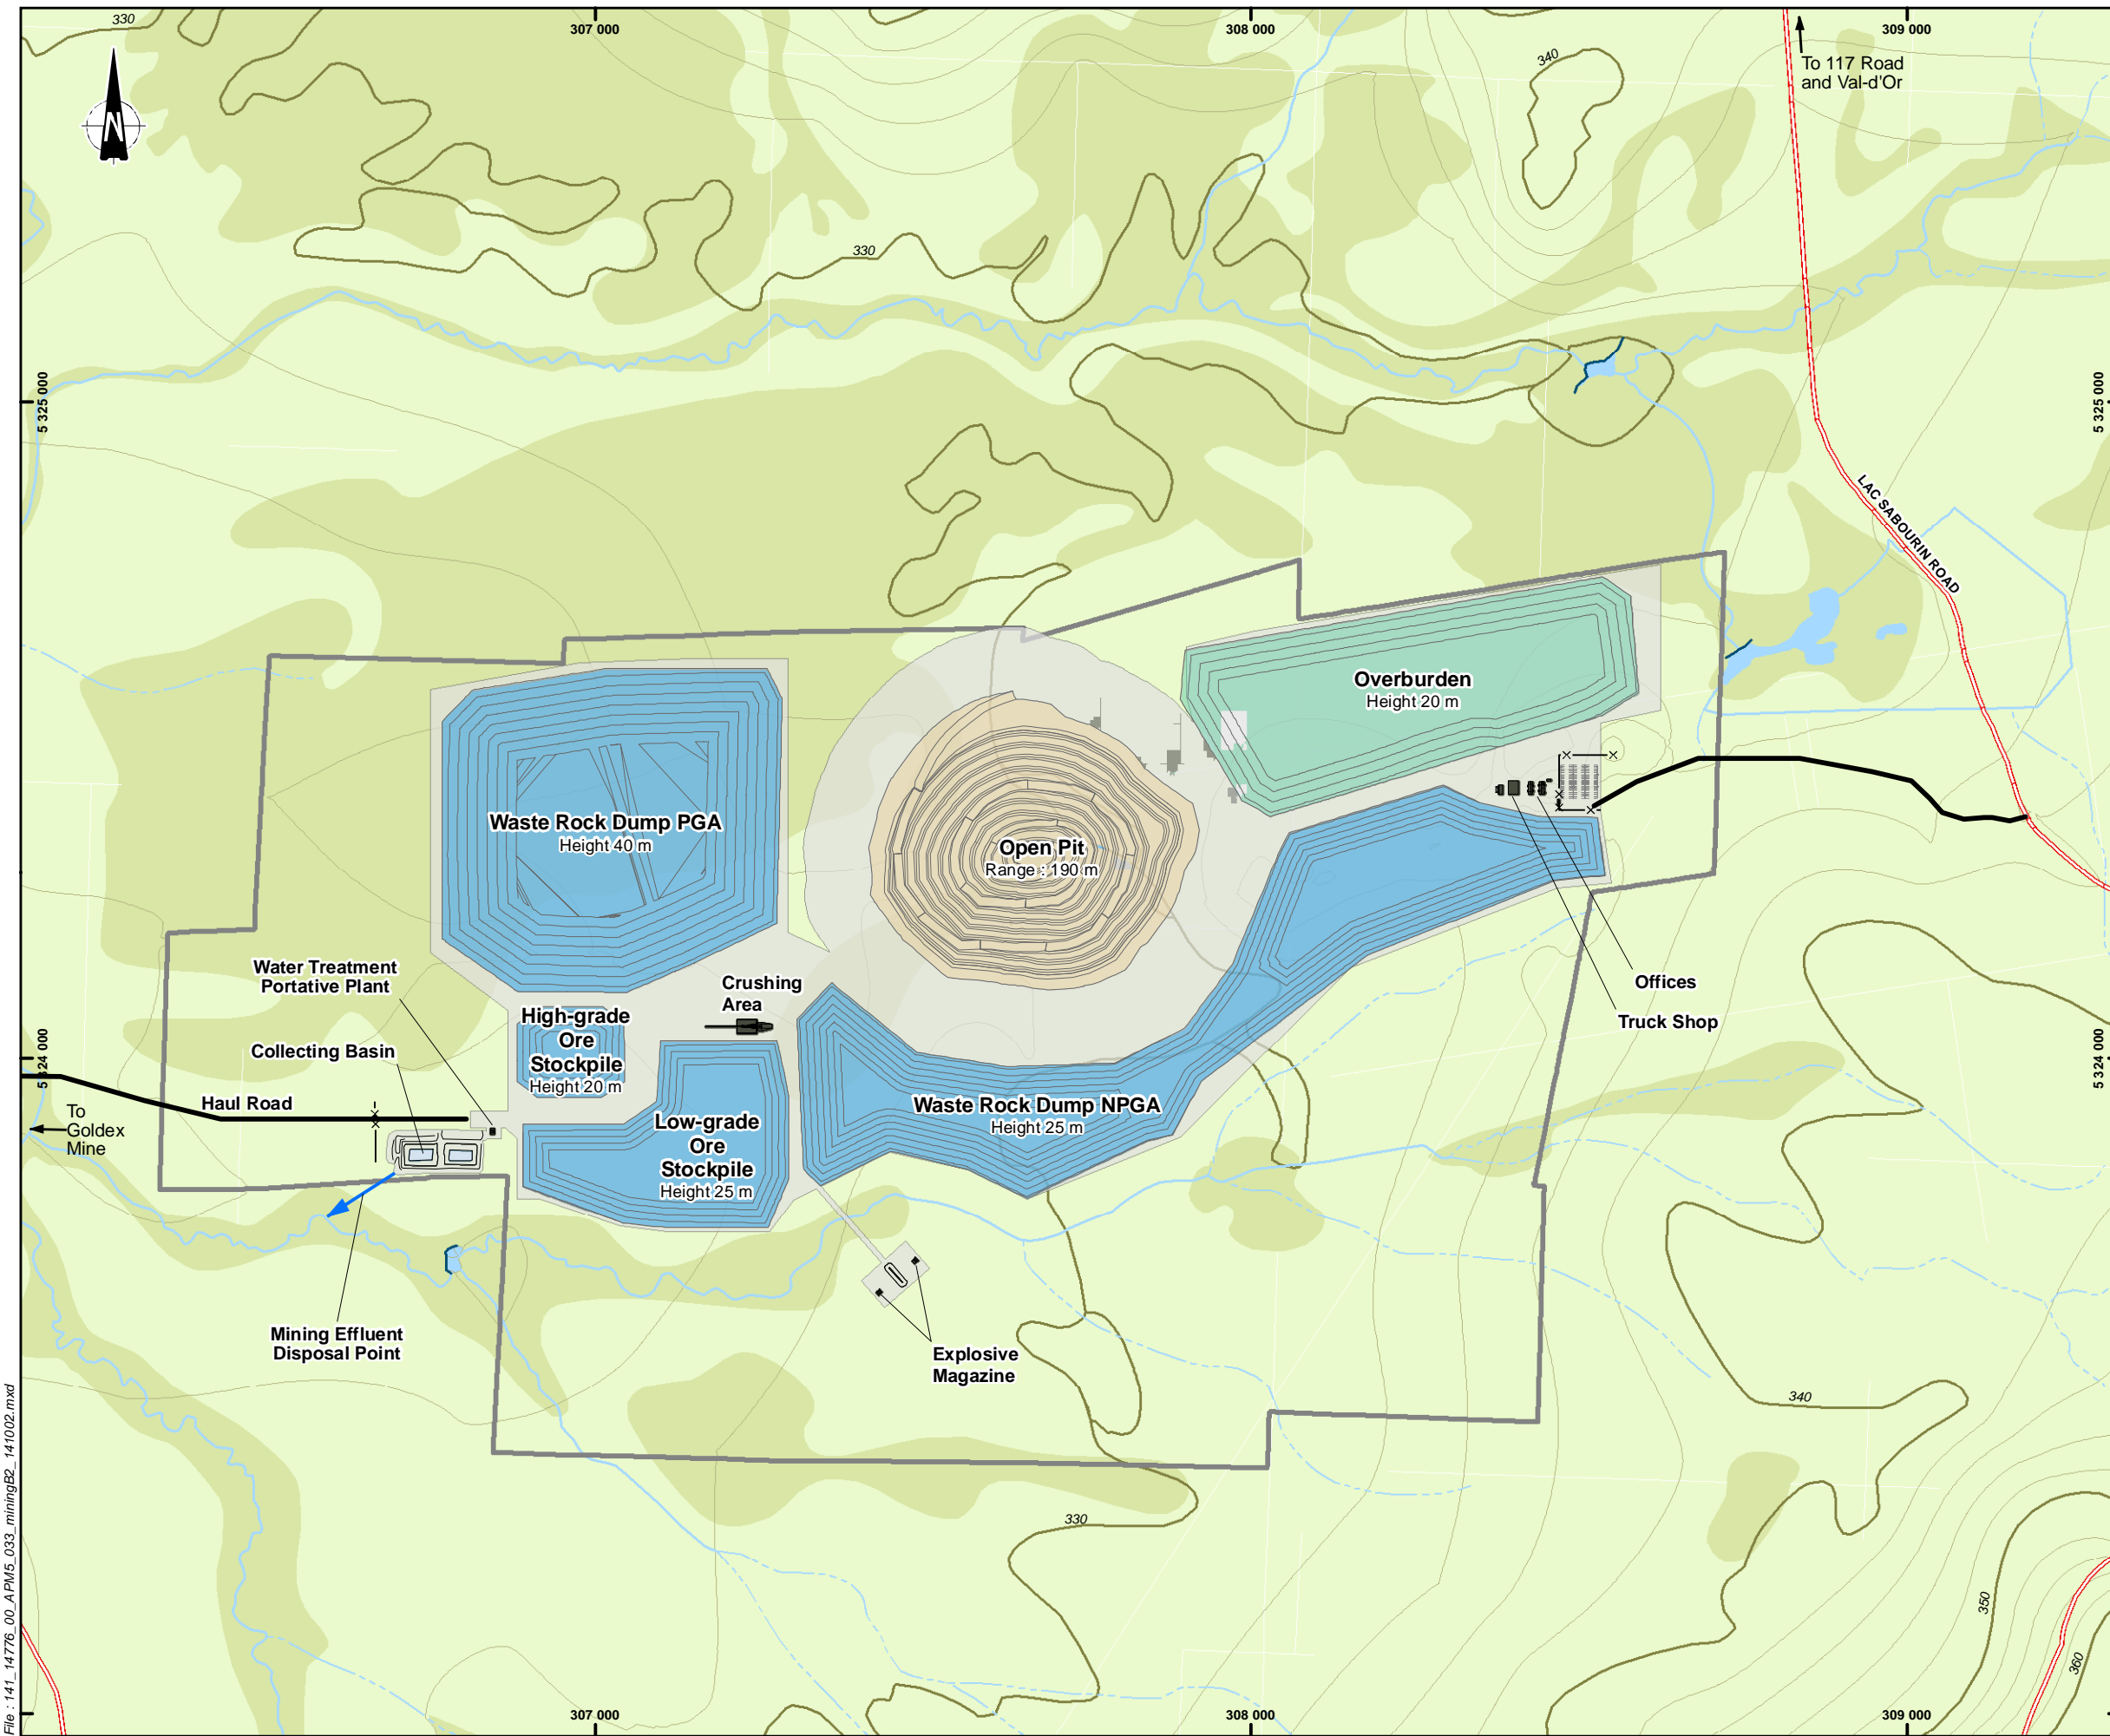 330
307 000
308 000
309 000
N
340
To 117 Road
and Val-d'Or
330
5 325 000
5 325 000
LAC SABOURIN ROAD
Overburden
Height 20 m
Waste Rock Dump PGA
Height 40 m
Open Pit
Range : 190 m
Water Treatment
Portative Plant
Crushing
Area
Offices
High-grade
Ore
Stockpile
Height 20 m
Truck Shop
Collecting Basin
5 324 000
5 324 000
Haul Road
To
Goldex
Mine
Waste Rock Dump NPGA
Height 25 m
Low-grade
Ore
Stockpile
Height 25 m
Mining Effluent
Disposal Point
Explosive
Magazine
340
330
350
360
307 000
308 000
309 000
File : 141_14776_00_APM5_033_miningB2_141002.mxd